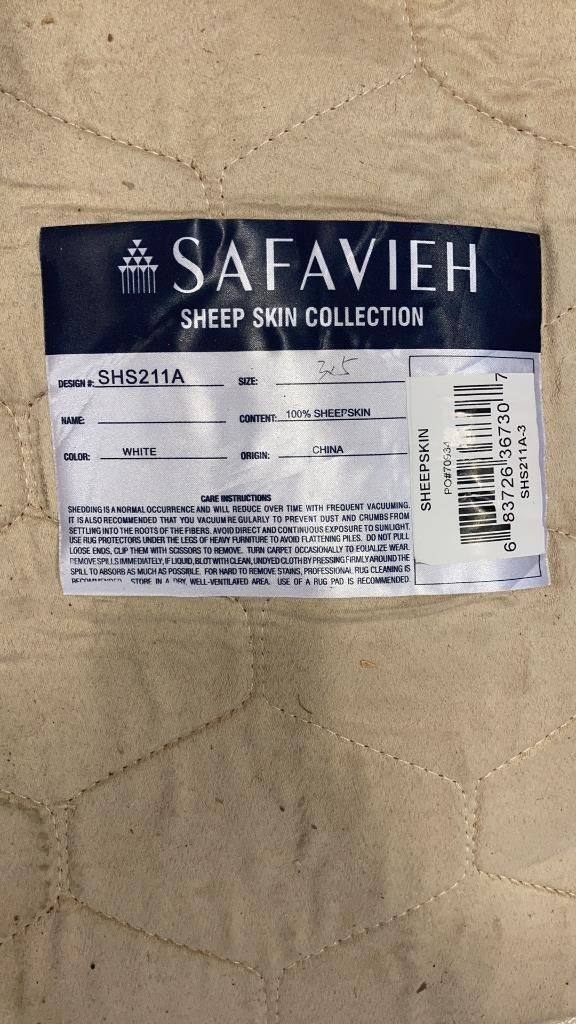 SAFAVIEH
SHEEP SKIN COLLECTION
DESIGN #: SHS211A
SIZE: 3x5
NAME:
CONTENT: 100% SHEEPSKIN
COLOR: WHITE
ORIGIN: CHINA
CARE INSTRUCTIONS
SHEDDING IS A NORMAL OCCURRENCE AND WILL REDUCE OVER TIME WITH FREQUENT VACUUMING.
IT IS ALSO RECOMMENDED THAT YOU VACUUM REGULARLY TO PREVENT DUST AND CRUMBS FROM
SETTLING INTO THE ROOTS OF THE FIBERS. AVOID DIRECT AND CONTINUOUS EXPOSURE TO SUNLIGHT.
USE RUG PROTECTORS UNDER THE LEGS OF HEAVY FURNITURE TO AVOID FLATTENING PILES. DO NOT PULL
LOOSE ENDS, CLIP THEM WITH SCISSORS TO REMOVE. TURN CARPET OCCASIONALLY TO EQUALIZE WEAR.
REMOVE SPILLS IMMEDIATELY, IF LIQUID, BLOT WITH CLEAN, UNDYED CLOTH BY PRESSING FIRMLY AROUND THE
SPILL TO ABSORB AS MUCH AS POSSIBLE. FOR HARD TO REMOVE STAINS, PROFESSIONAL RUG CLEANING IS
RECOMMENDED. STORE IN A DRY, WELL-VENTILATED AREA. USE OF A RUG PAD IS RECOMMENDED.
SHEEPSKIN
PO#70934
6 83726 36730 7
SHS211A-3